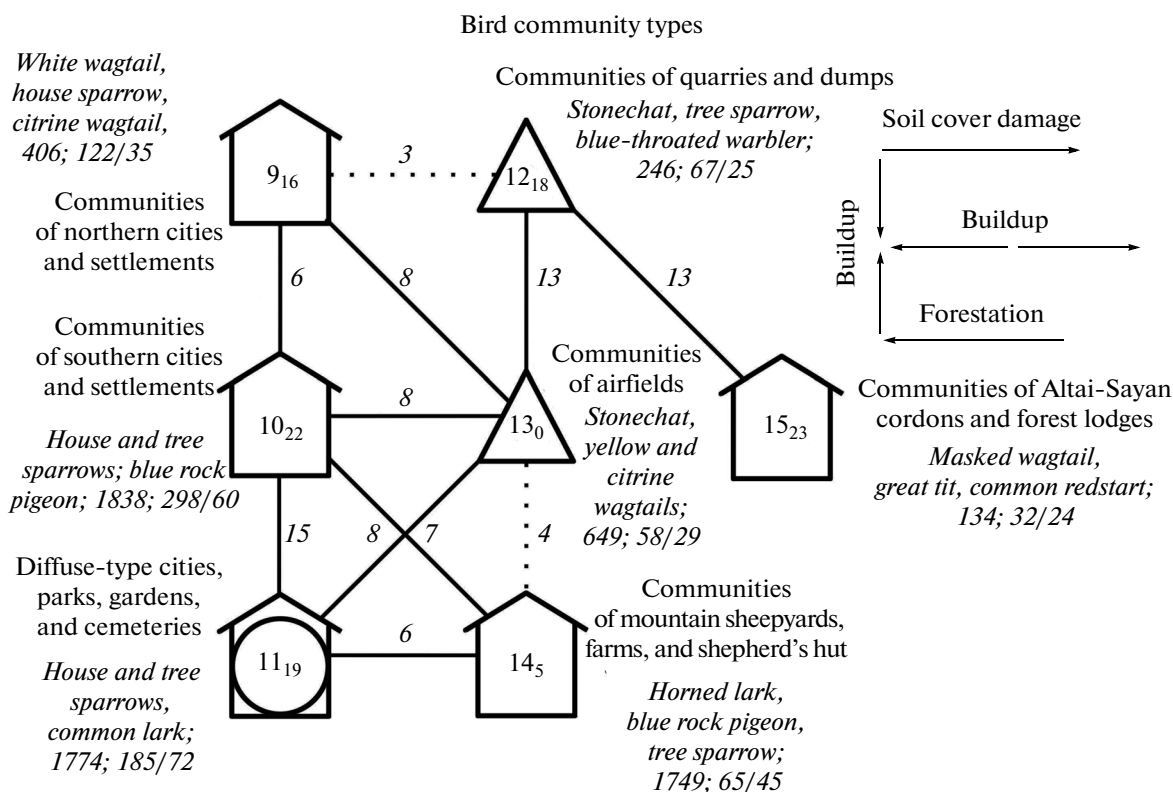 Bird community types
White wagtail,
house sparrow,
citrine wagtail,
406; 122/35
9₁₆
Communities
of northern cities
and settlements
3
Communities of quarries and dumps
Stonechat, tree sparrow,
blue-throated warbler;
246; 67/25
12₁₈
Soil cover damage
Buildup
Buildup
Forestation
6
8
13
13
Communities
of southern cities
and settlements
10₂₂
House and tree
sparrows; blue rock
pigeon; 1838; 298/60
8
Communities
of airfields
13₀
Stonechat,
yellow and
citrine
wagtails;
649; 58/29
15₂₃
Communities of Altai-Sayan
cordons and forest lodges
Masked wagtail,
great tit, common redstart;
134; 32/24
15
8
7
4
Diffuse-type cities,
parks, gardens,
and cemeteries
11₁₉
House and tree
sparrows,
common lark;
1774; 185/72
6
14₅
Communities
of mountain sheepyards,
farms, and shepherd’s hut
Horned lark,
blue rock pigeon,
tree sparrow;
1749; 65/45